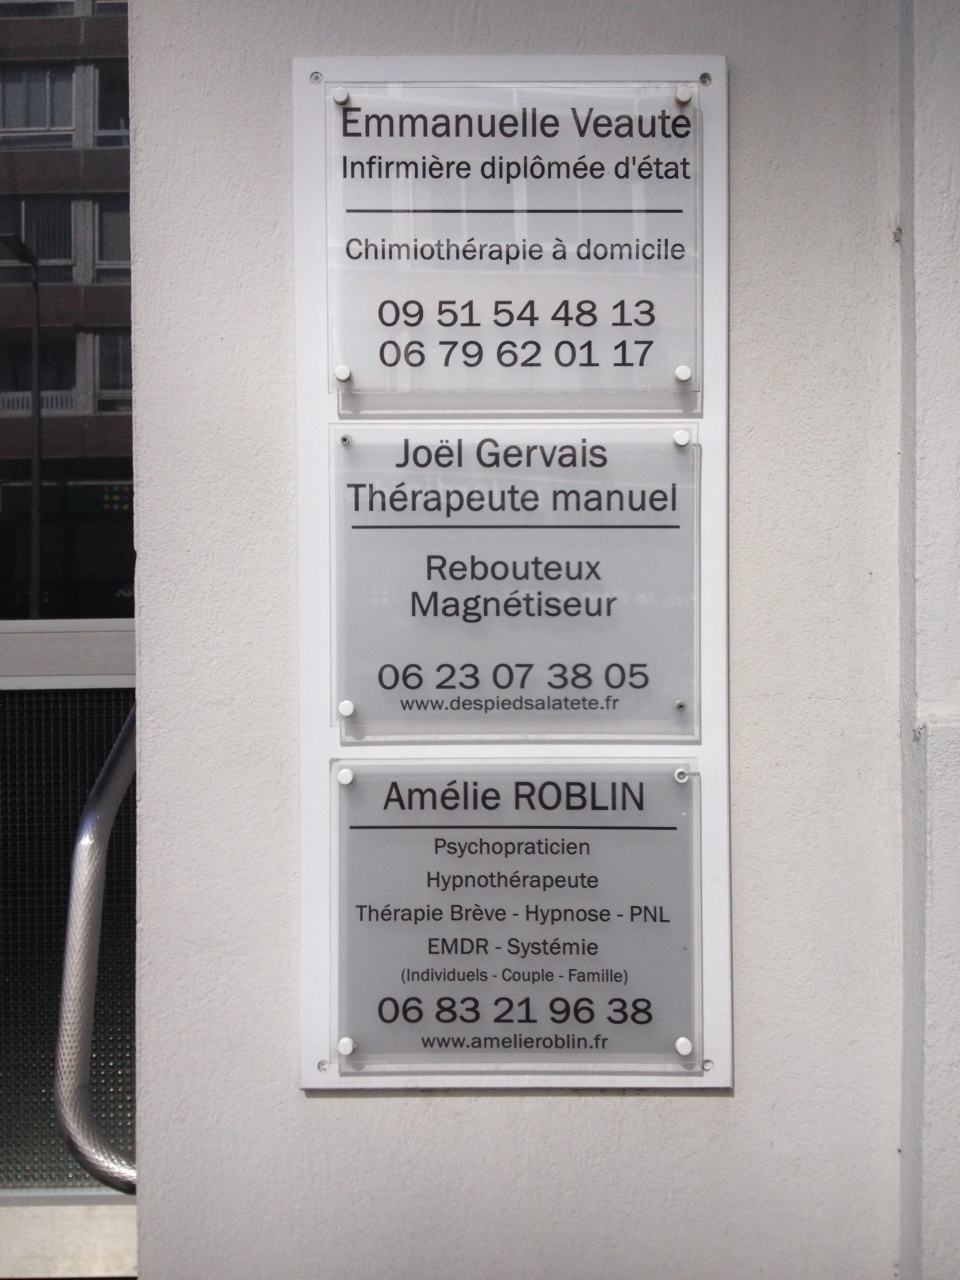 Emmanuelle Veaute
Infirmière diplômée d'état
Chimiothérapie à domicile
09 51 54 48 13
06 79 62 01 17
Joël Gervais
Thérapeute manuel
Rebouteux
Magnétiseur
06 23 07 38 05
www.despiedsalatete.fr
Amélie ROBLIN
Psychopraticien
Hypnothérapeute
Thérapie Brève - Hypnose - PNL
EMDR - Systémie
(Individuels - Couple - Famille)
06 83 21 96 38
www.amelieroblin.fr